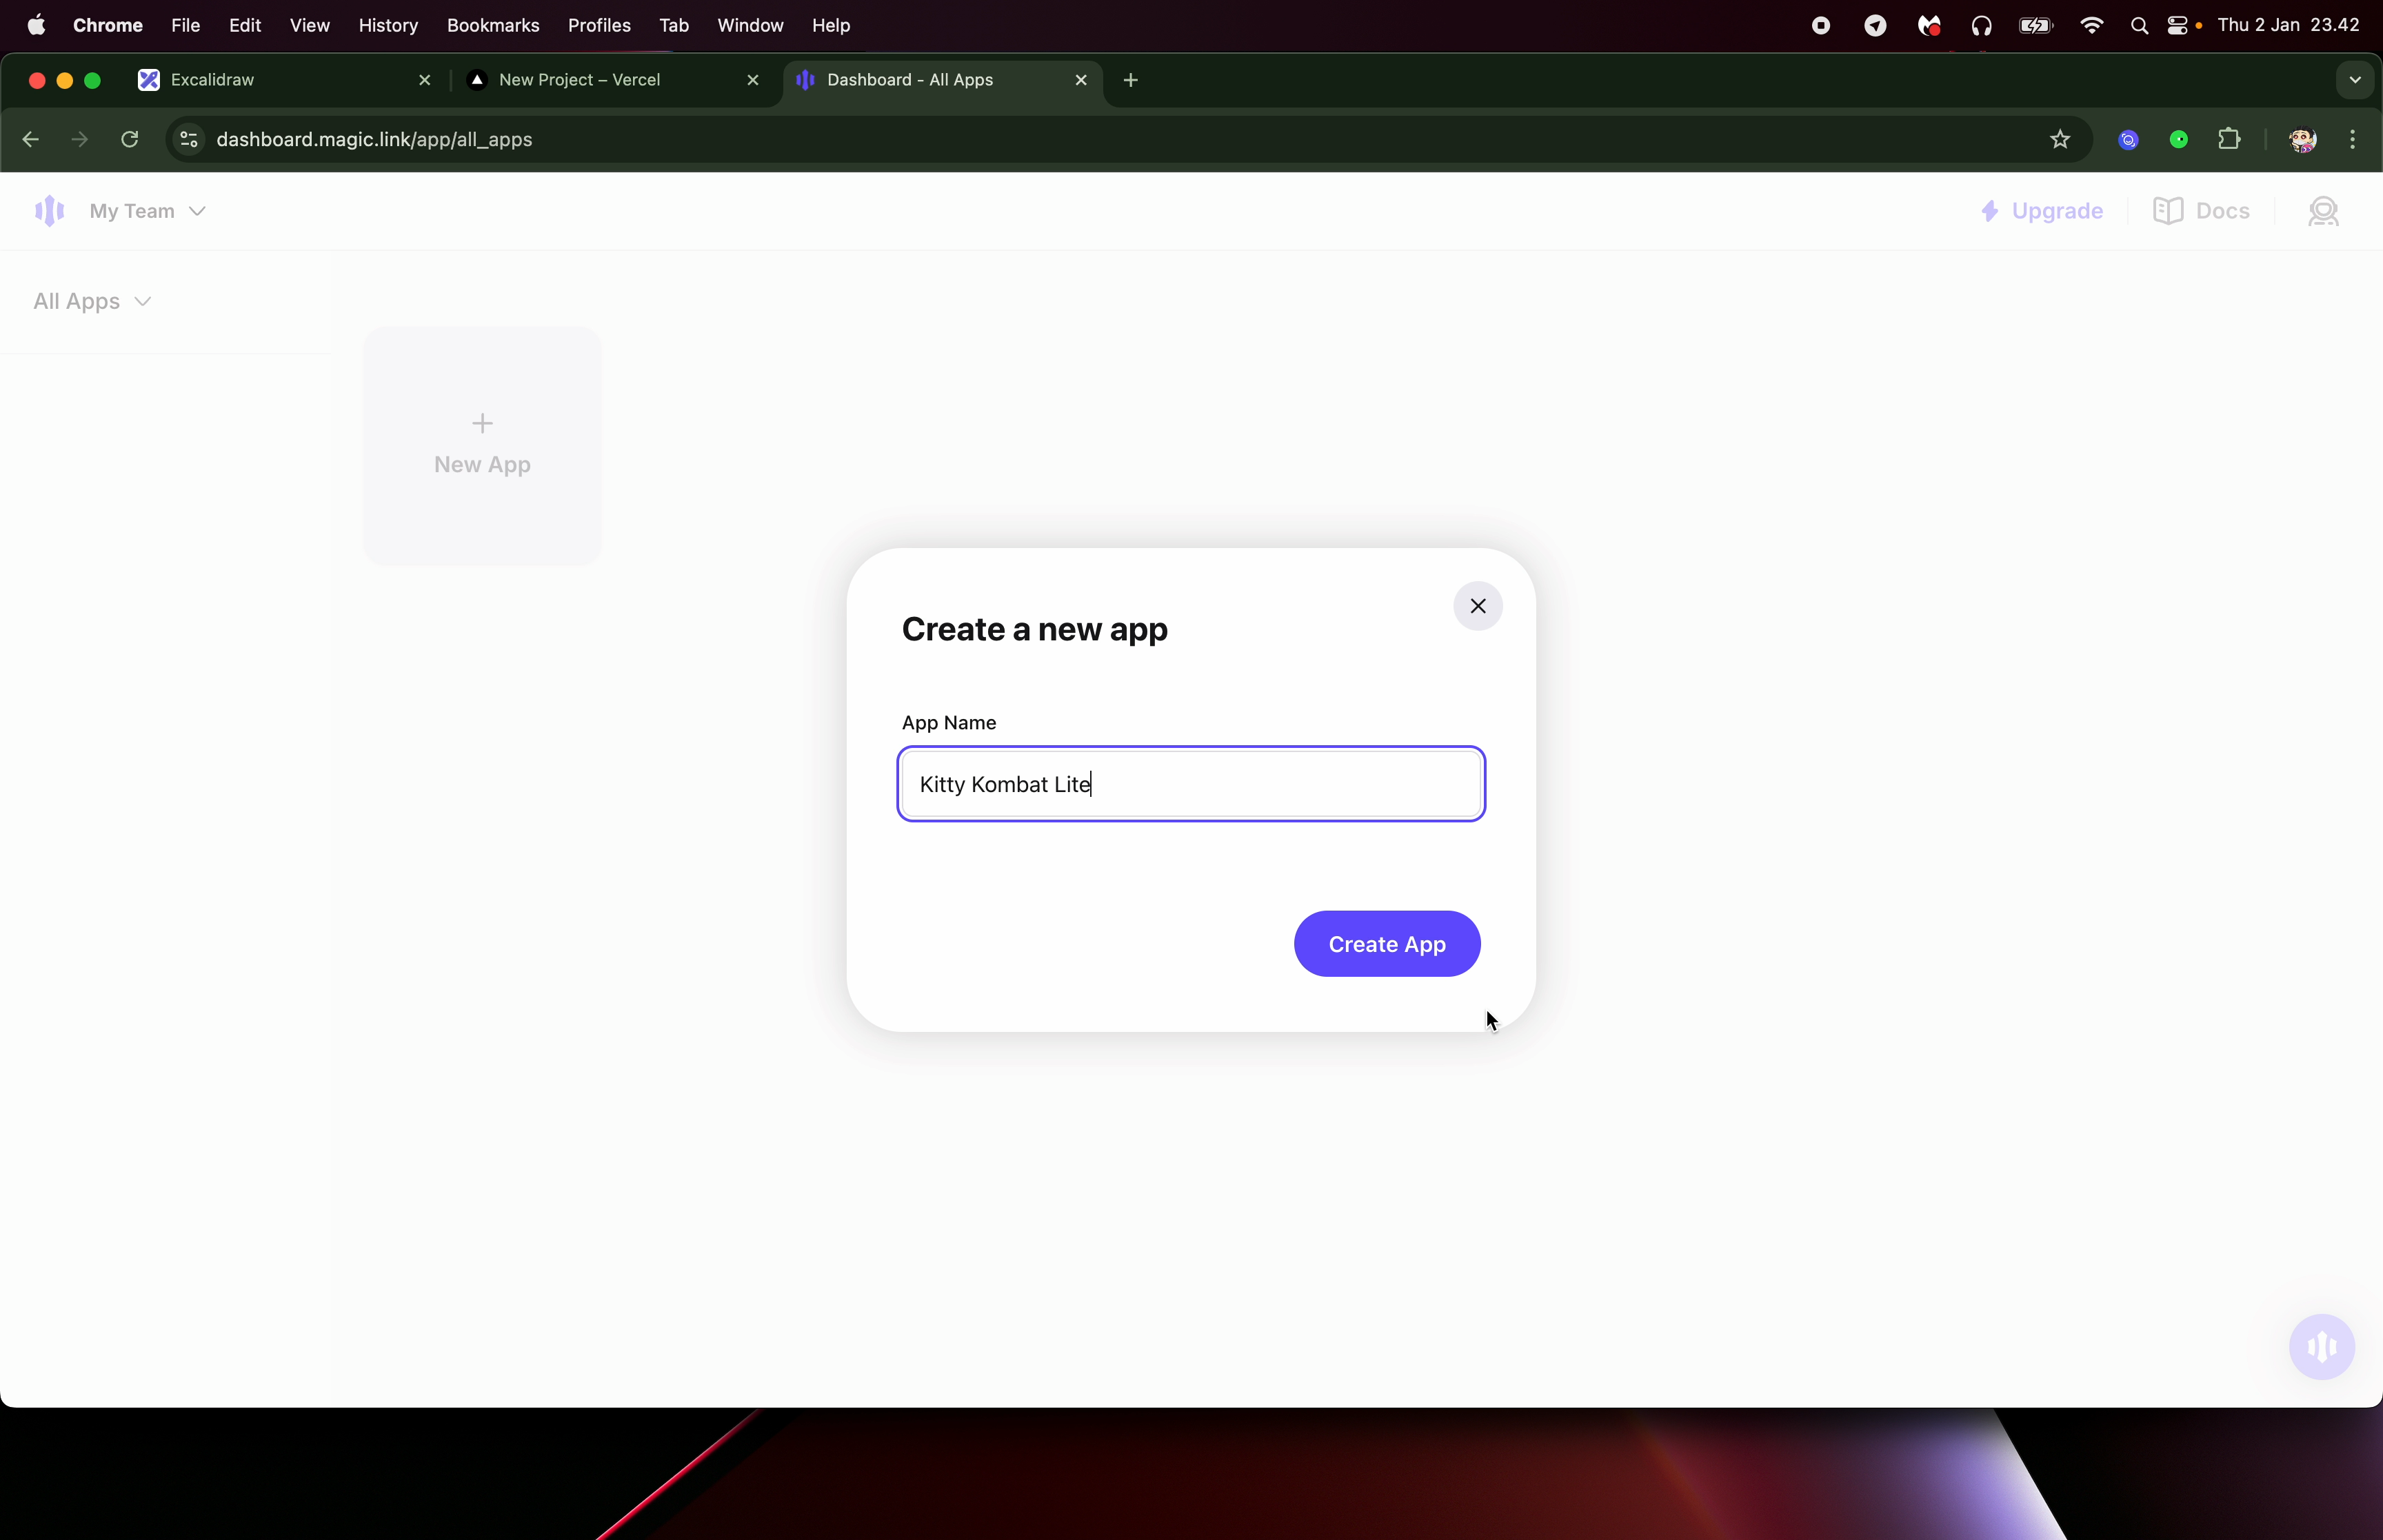 Chrome File Edit View History Bookmarks Profiles Tab Window Help Thu 2 Jan 23.42
Excalidraw New Project – Vercel Dashboard - All Apps
dashboard.magic.link/app/all_apps
My Team Upgrade Docs
All Apps
New App
Create a new app
App Name
Kitty Kombat Lite
Create App